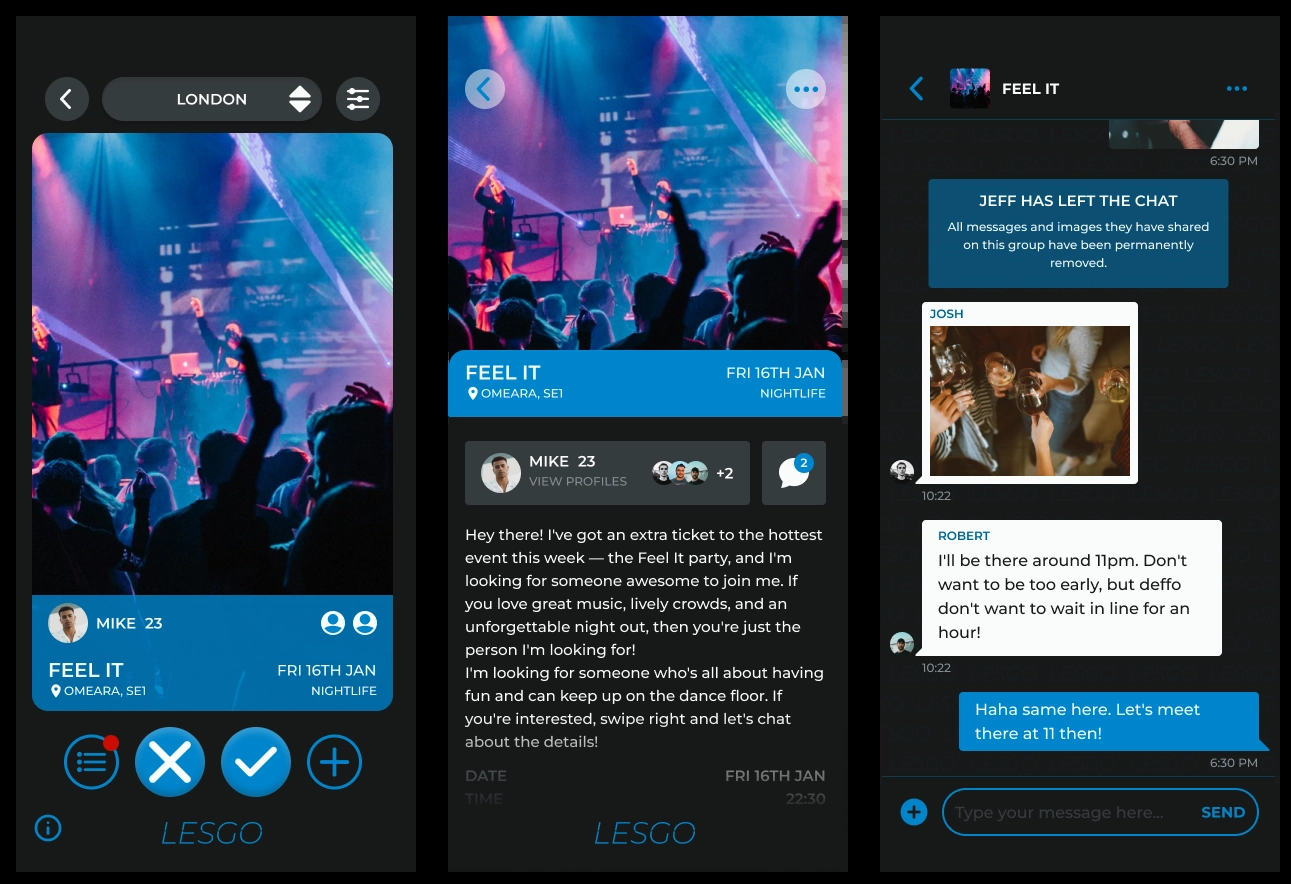 LONDON
MIKE 23
FEEL IT
FRI 16TH JAN
OMEARA, SE1
NIGHTLIFE
LESGO
FEEL IT
FRI 16TH JAN
OMEARA, SE1
NIGHTLIFE
MIKE 23
VIEW PROFILES
+2
2
Hey there! I've got an extra ticket to the hottest
event this week — the Feel It party, and I'm
looking for someone awesome to join me. If
you love great music, lively crowds, and an
unforgettable night out, then you're just the
person I'm looking for!
I'm looking for someone who's all about having
fun and can keep up on the dance floor. If
you're interested, swipe right and let's chat
about the details!
DATE
FRI 16TH JAN
TIME
22:30
LESGO
FEEL IT
6:30 PM
JEFF HAS LEFT THE CHAT
All messages and images they have shared
on this group have been permanently
removed.
JOSH
10:22
ROBERT
I'll be there around 11pm. Don't
want to be too early, but deffo
don't want to wait in line for an
hour!
10:22
Haha same here. Let's meet
there at 11 then!
6:30 PM
Type your message here...
SEND